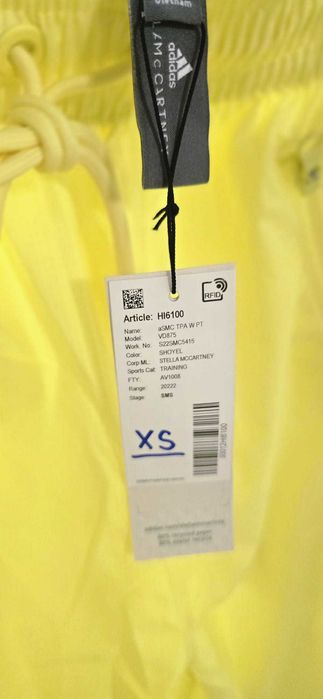 Vietnam
adidas
McCARTNEY
RFID
Article: HI6100
Name: aSMC TPA W PT
Model: VD875
Work. No: S22SMC5415
Color: SHOYEL
Corp ML: STELLA MCCARTNEY
Sports Cat: TRAINING
FTY: AV1008
Range: 20222
Stage: SMS
XS